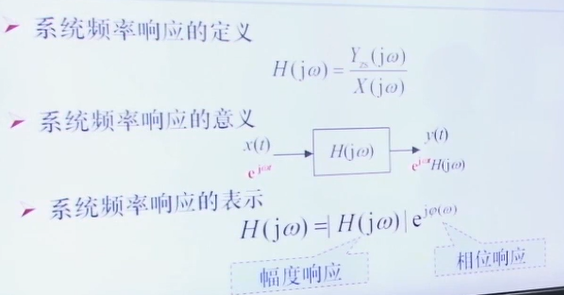 系统频率响应的定义
H(jω) = Y_zs(jω) / X(jω)
系统频率响应的意义
x(t) H(jω) y(t)
e^{jωt} e^{jωt}H(jω)
系统频率响应的表示
H(jω)=|H(jω)|e^{jφ(ω)}
幅度响应 相位响应